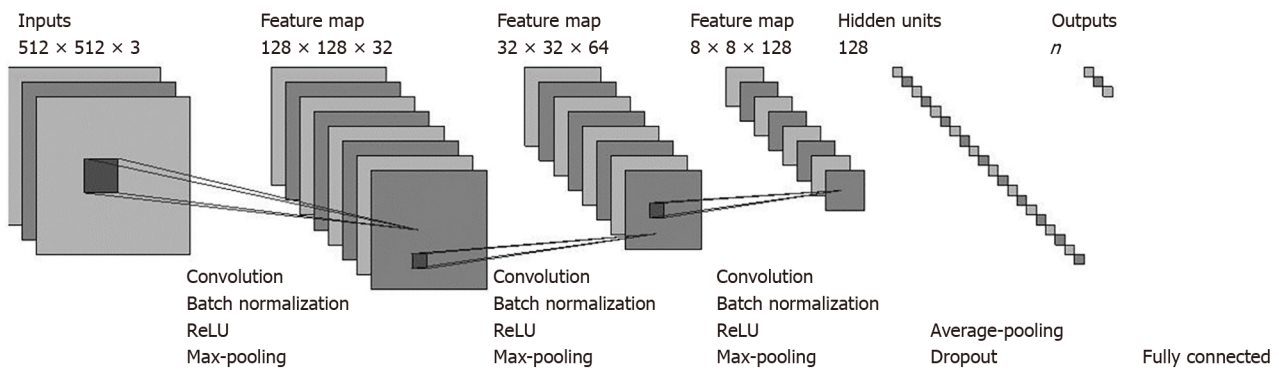 Inputs
512 × 512 × 3
Feature map
128 × 128 × 32
Feature map
32 × 32 × 64
Feature map
8 × 8 × 128
Hidden units
128
Outputs
n
Convolution
Batch normalization
ReLU
Max-pooling
Convolution
Batch normalization
ReLU
Max-pooling
Convolution
Batch normalization
ReLU
Max-pooling
Average-pooling
Dropout
Fully connected